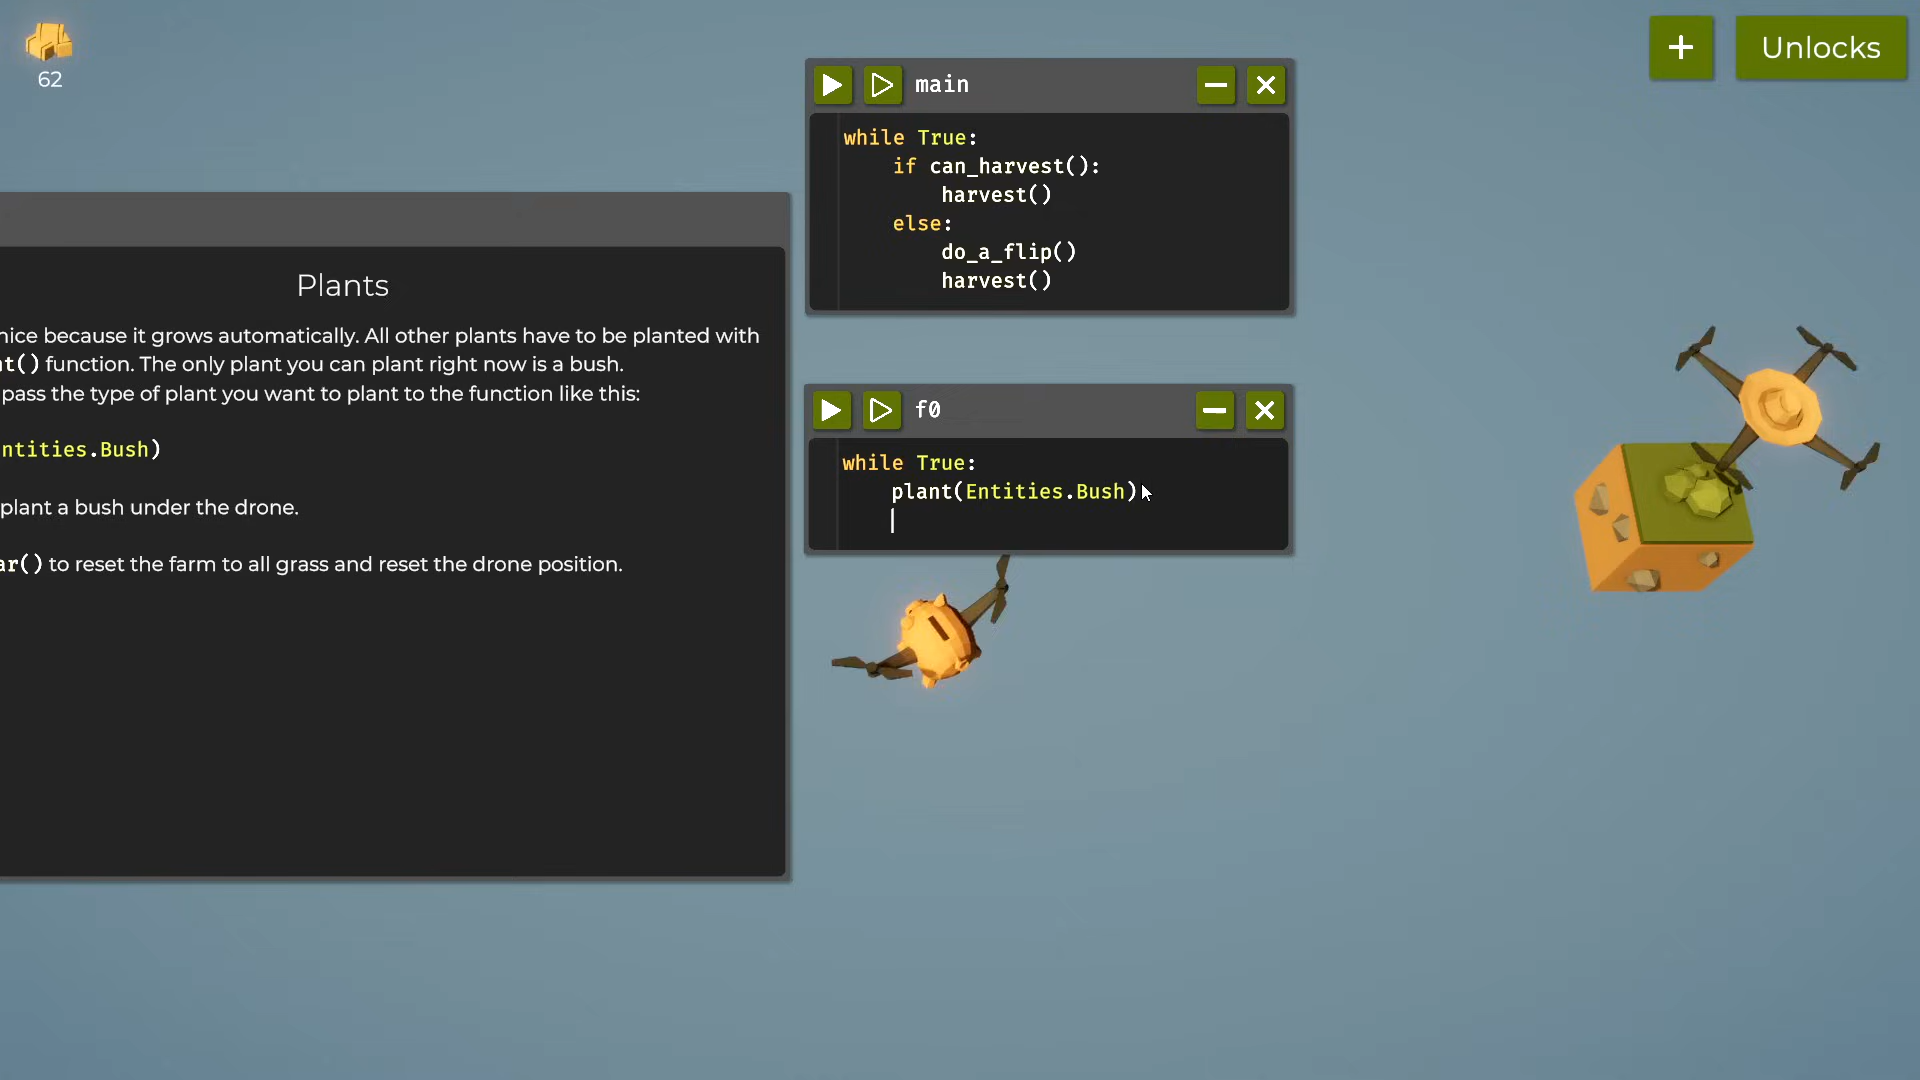 62
Unlocks
main
while True:
if can_harvest():
harvest()
else:
do_a_flip()
harvest()
Plants
nice because it grows automatically. All other plants have to be planted with
t() function. The only plant you can plant right now is a bush.
pass the type of plant you want to plant to the function like this:
ntities.Bush)
plant a bush under the drone.
ar() to reset the farm to all grass and reset the drone position.
f0
while True:
plant(Entities.Bush)